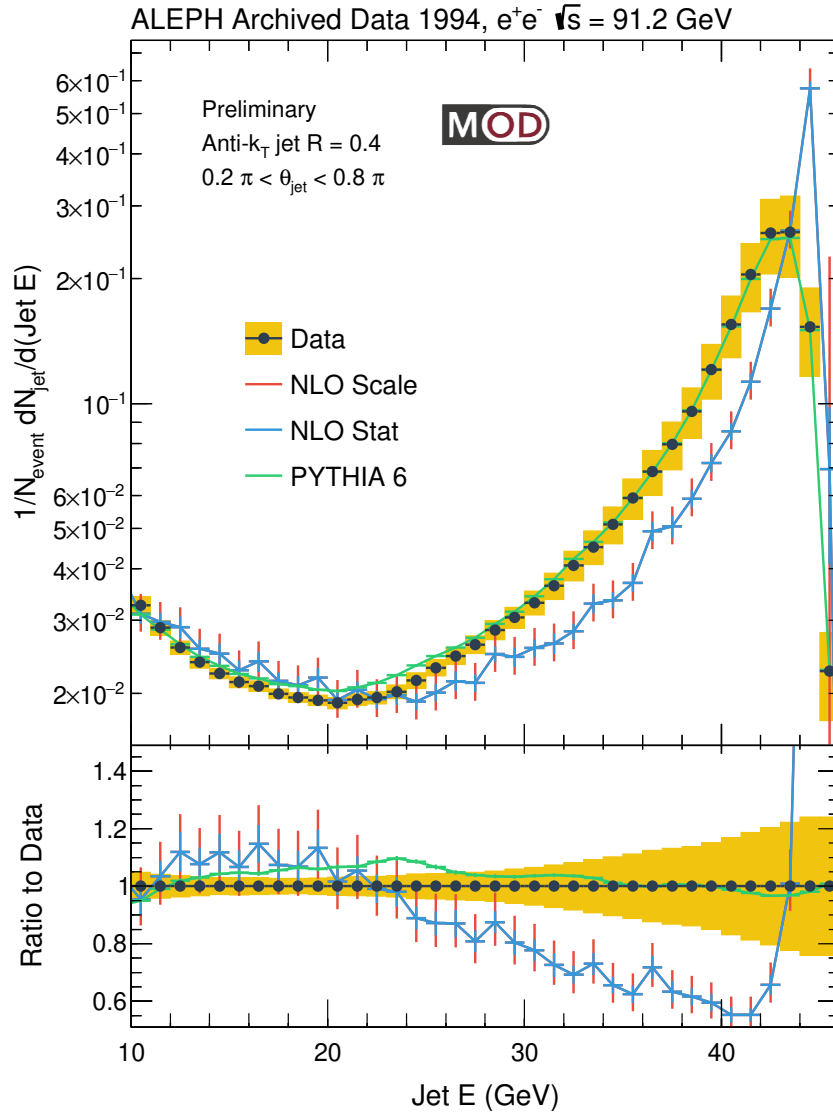 ALEPH Archived Data 1994, e⁺e⁻ √s = 91.2 GeV
Preliminary
Anti-k_T jet R = 0.4
0.2 π < θ_jet < 0.8 π
MOD
Data
NLO Scale
NLO Stat
PYTHIA 6
1/N_event dN_jet/d(Jet E)
6×10⁻¹
5×10⁻¹
3×10⁻¹
2×10⁻¹
10⁻¹
6×10⁻²
5×10⁻²
4×10⁻²
3×10⁻²
2×10⁻²
Ratio to Data
1.4
1.2
1
0.8
0.6
10 20 30 40
Jet E (GeV)